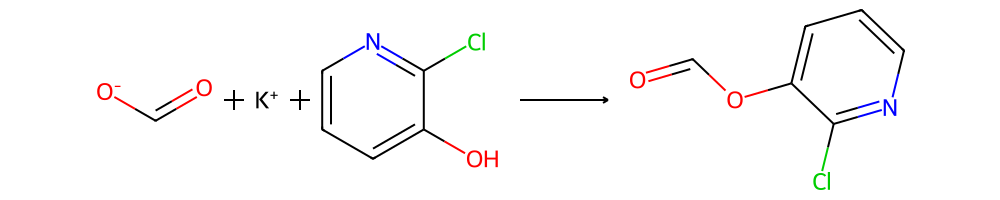 O⁻ O + K⁺ + N Cl OH O O N Cl